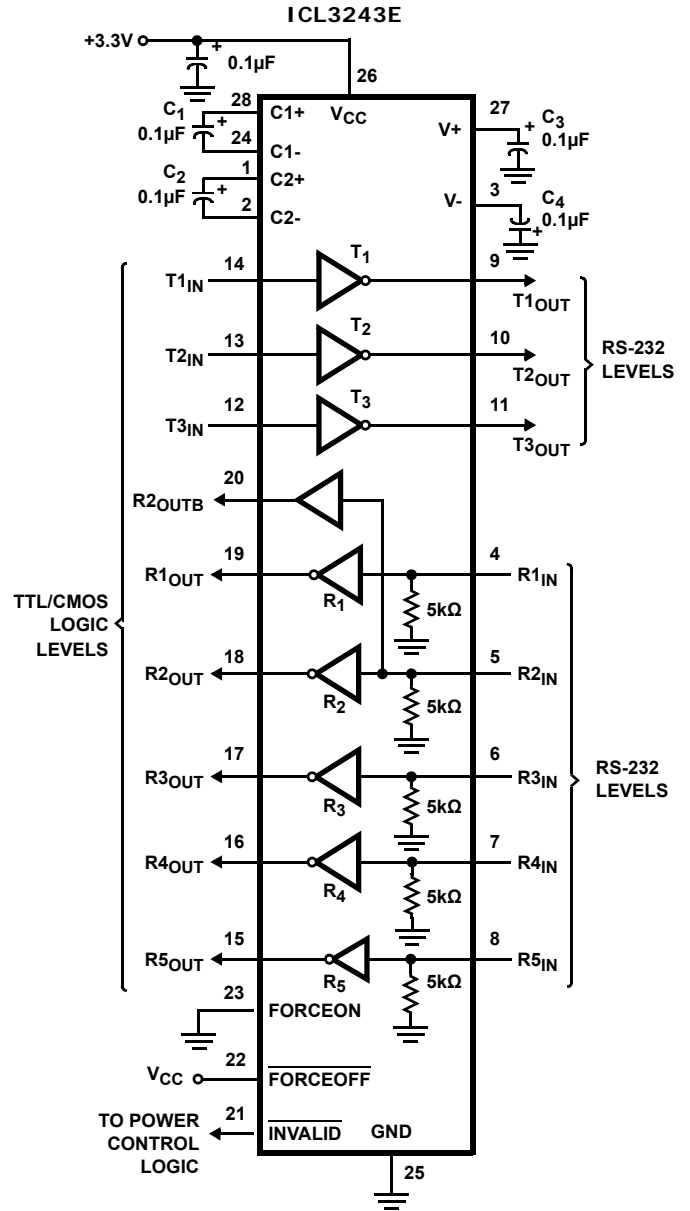 ICL3243E
+3.3V
+
0.1µF
26
28
C1
0.1µF
+
24
C1+
VCC
C1-
27
V+
+
C3
0.1µF
1
C2
0.1µF
+
2
C2+
C2-
3
V-
C4
0.1µF
+
T1IN
14
T1
9
T1OUT
T2IN
13
T2
10
T2OUT
RS-232
LEVELS
T3IN
12
T3
11
T3OUT
20
R2OUTB
19
R1OUT
R1
5kΩ
4
R1IN
TTL/CMOS
LOGIC
LEVELS
18
R2OUT
R2
5kΩ
5
R2IN
17
R3OUT
R3
5kΩ
6
R3IN
RS-232
LEVELS
16
R4OUT
R4
5kΩ
7
R4IN
15
R5OUT
R5
5kΩ
8
R5IN
23
FORCEON
22
VCC
FORCEOFF
21
TO POWER
CONTROL
LOGIC
INVALID
GND
25